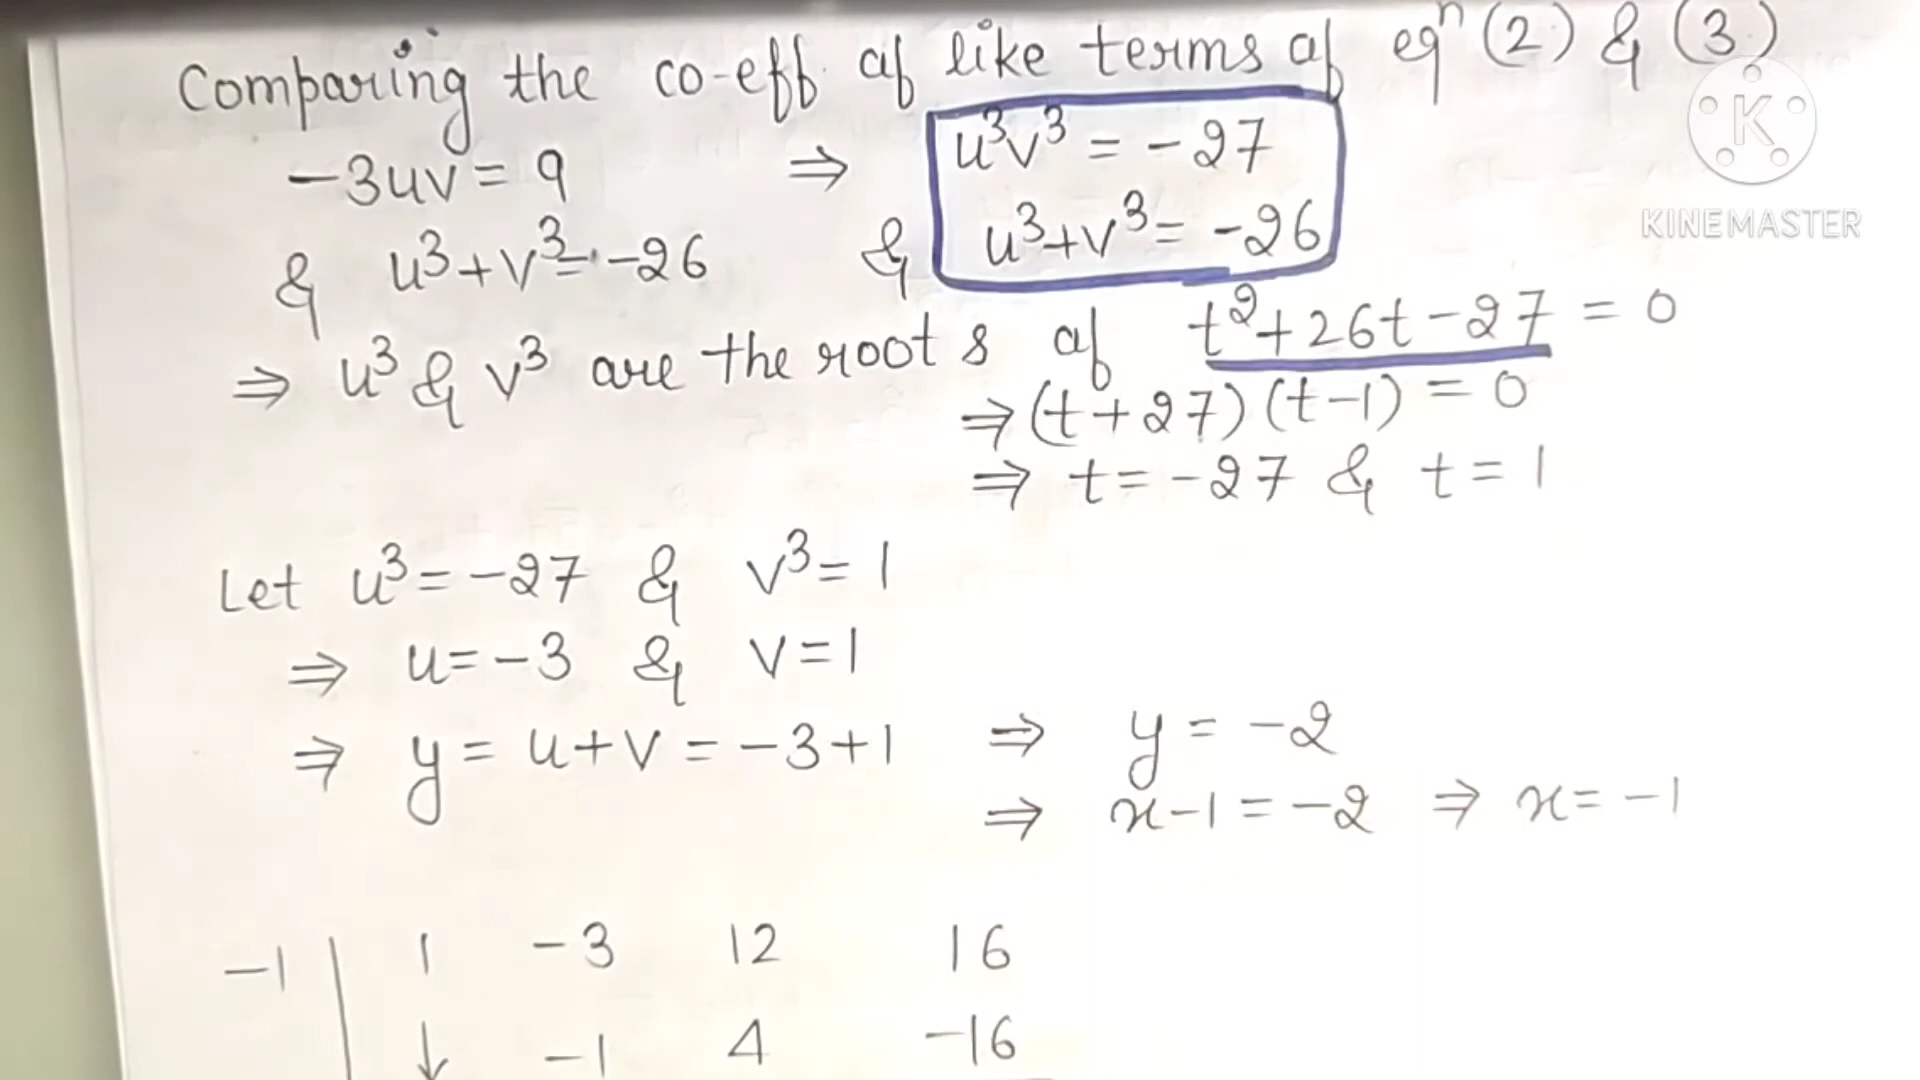 Comparing the co-eff. of like terms of eqⁿ (2) & (3)
-3uv = 9 ⇒ u³v³ = -27
& u³+v³ = -26 & u³+v³ = -26
⇒ u³ & v³ are the roots of t²+26t-27 = 0
⇒ (t+27)(t-1) = 0
⇒ t = -27 & t = 1
Let u³ = -27 & v³ = 1
⇒ u = -3 & v = 1
⇒ y = u+v = -3+1 ⇒ y = -2
⇒ x-1 = -2 ⇒ x = -1
-1 | 1 -3 12 16
↓ -1 4 -16
K
KINEMASTER